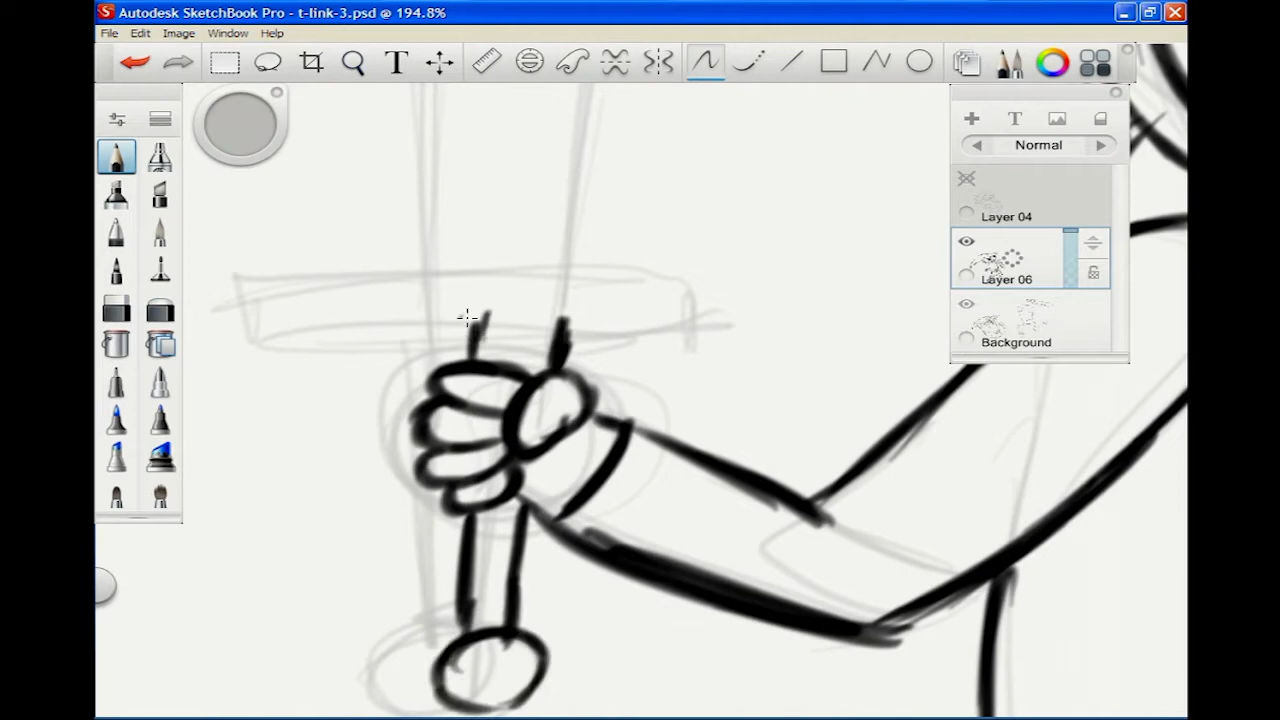 Autodesk SketchBook Pro - t-link-3.psd @ 194.8%
File Edit Image Window Help
T
T
Normal
Layer 04
Layer 06
Background